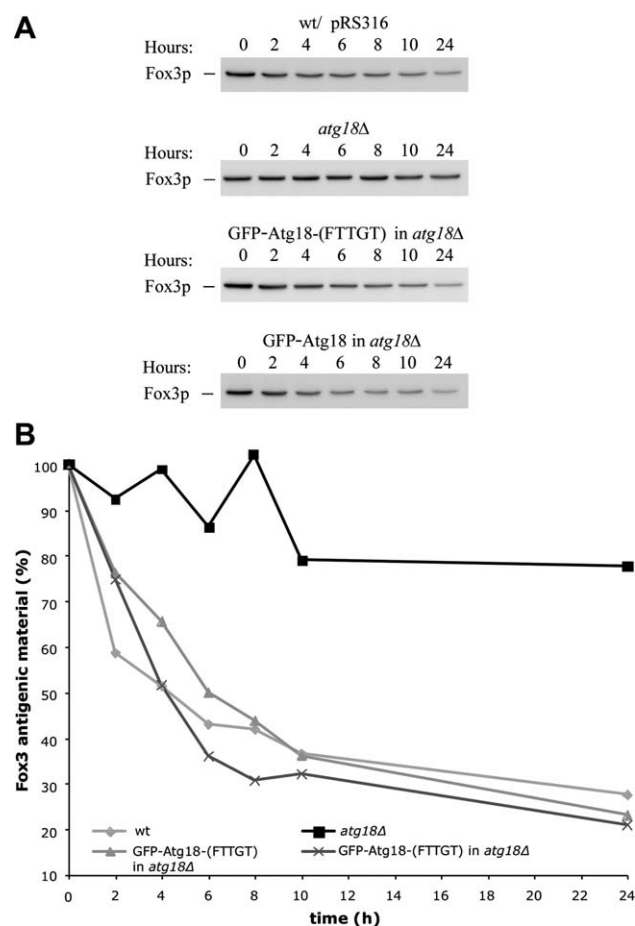 A
wt/ pRS316
Hours: 0 2 4 6 8 10 24
Fox3p –
atg18Δ
Hours: 0 2 4 6 8 10 24
Fox3p –
GFP-Atg18-(FTTGT) in atg18Δ
Hours: 0 2 4 6 8 10 24
Fox3p –
GFP-Atg18 in atg18Δ
Hours: 0 2 4 6 8 10 24
Fox3p –
B
Fox3 antigenic material (%)
100
90
80
70
60
50
40
30
20
10
wt
atg18Δ
GFP-Atg18-(FTTGT) in atg18Δ
GFP-Atg18-(FTTGT) in atg18Δ
0 2 4 6 8 10 12 14 16 18 20 22 24
time (h)